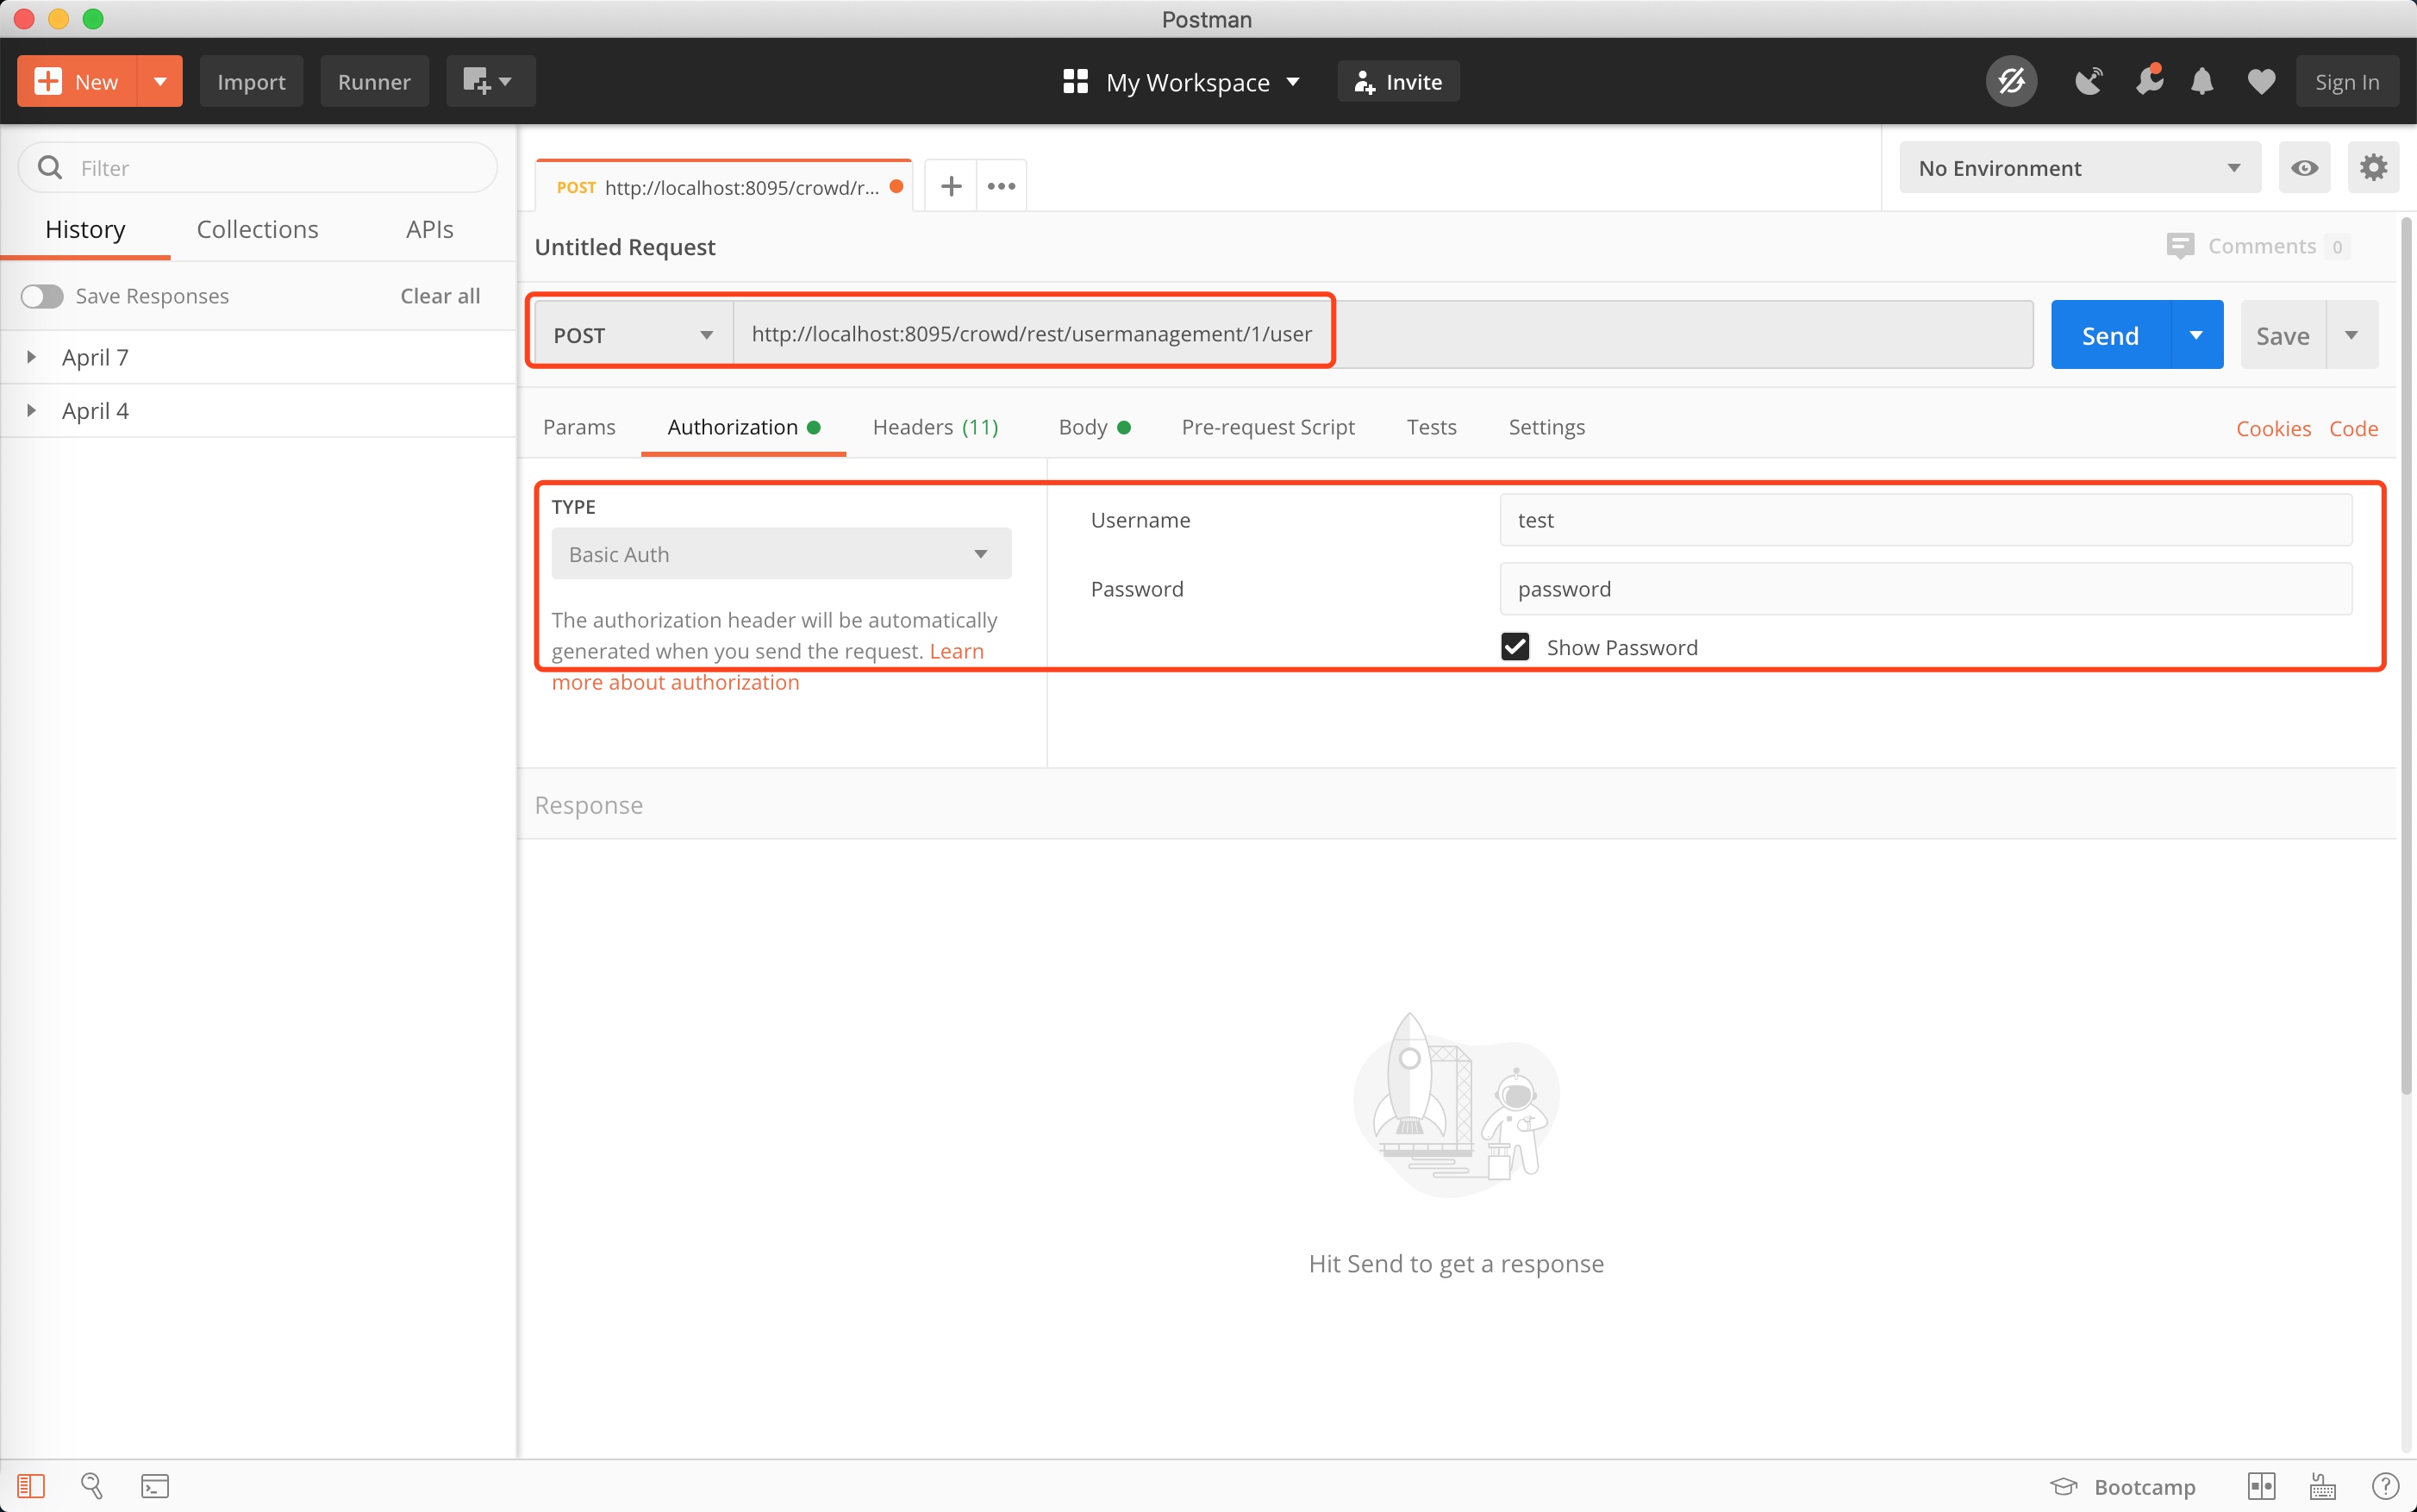 Postman
New
Import
Runner
My Workspace
Invite
Sign In
Filter
History
Collections
APIs
Save Responses
Clear all
April 7
April 4
POST http://localhost:8095/crowd/r...
No Environment
Untitled Request
Comments 0
POST
http://localhost:8095/crowd/rest/usermanagement/1/user
Send
Save
Params
Authorization
Headers (11)
Body
Pre-request Script
Tests
Settings
Cookies
Code
TYPE
Basic Auth
The authorization header will be automatically
generated when you send the request. Learn
more about authorization
Username
test
Password
password
Show Password
Response
Hit Send to get a response
Bootcamp